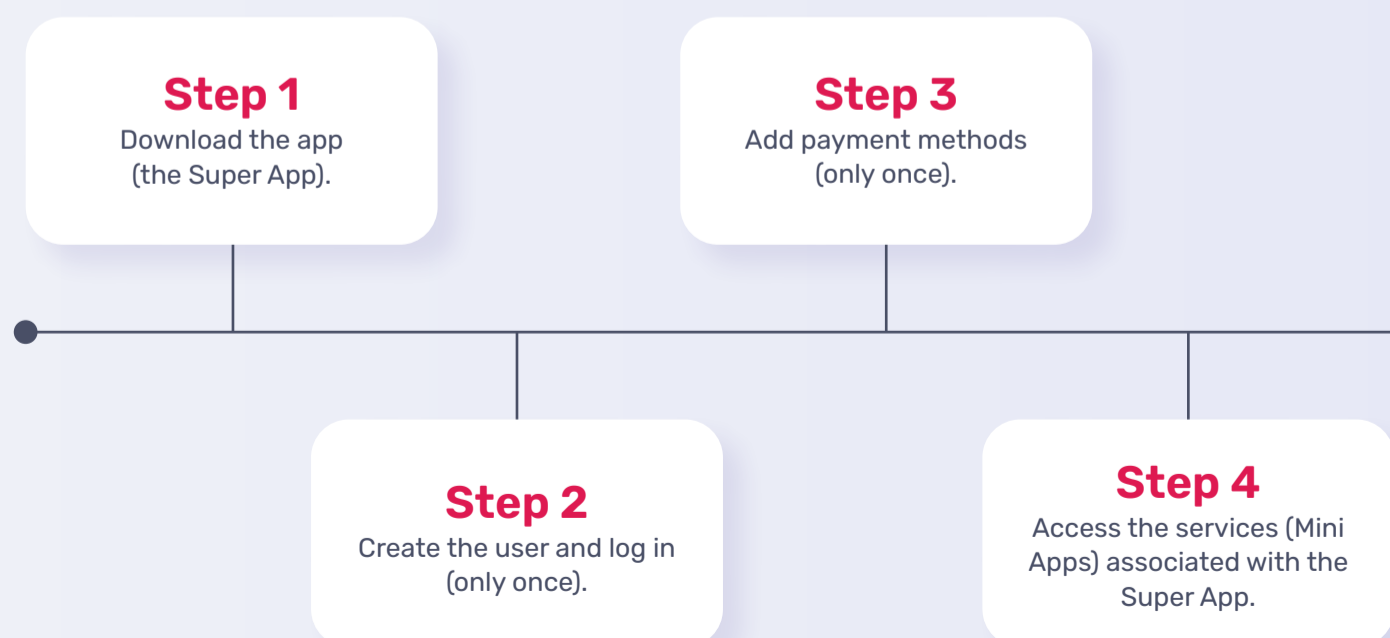 Step 1
Download the app
(the Super App).
Step 2
Create the user and log in
(only once).
Step 3
Add payment methods
(only once).
Step 4
Access the services (Mini
Apps) associated with the
Super App.